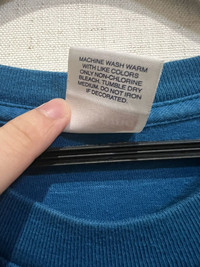 MACHINE WASH WARM
WITH LIKE COLORS
ONLY NON-CHLORINE
BLEACH, TUMBLE DRY
MEDIUM, DO NOT IRON
IF DECORATED.